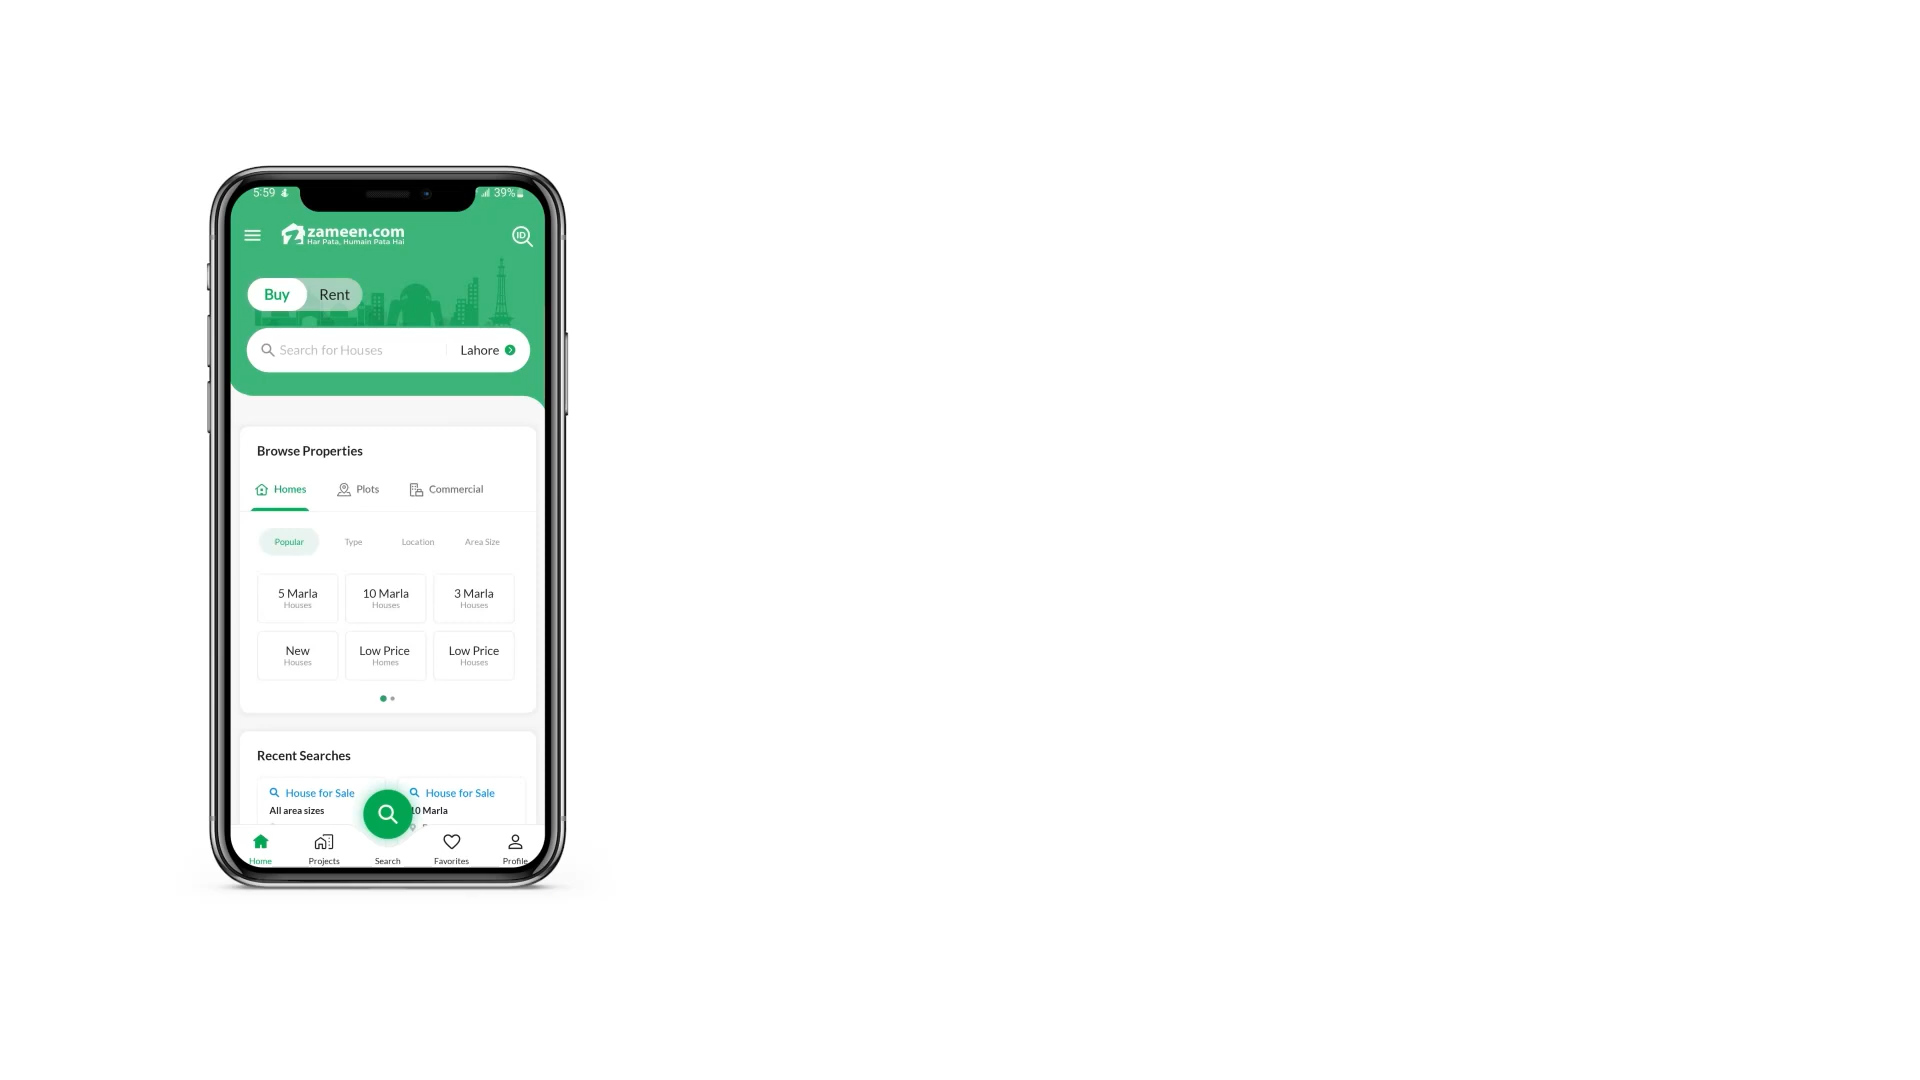 5:59
39%
zameen.com
Har Pata, Humain Pata Hai
ID
Buy Rent
Search for Houses Lahore
Browse Properties
Homes Plots Commercial
Popular Type Location Area Size
5 Marla 10 Marla 3 Marla
Houses Houses Houses
New Low Price Low Price
Houses Homes Houses
Recent Searches
House for Sale House for Sale
All area sizes 10 Marla
Home Projects Search Favorites Profile